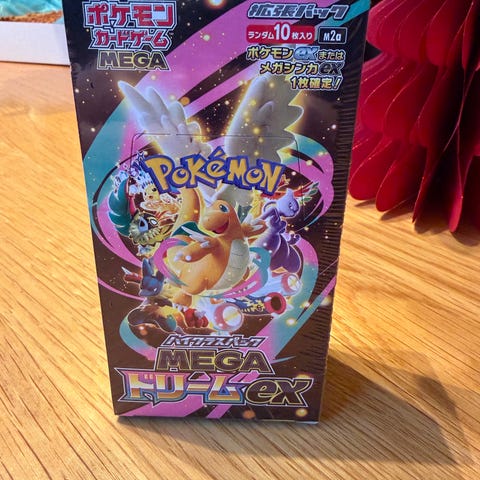 ポケモン
カードゲーム
MEGA
拡張パック
ランダム10枚入り
M2a
ポケモンexまたは
メガシンカex
1枚確定!
POKÉMON
ハイクラスパック
MEGA
ドリームex